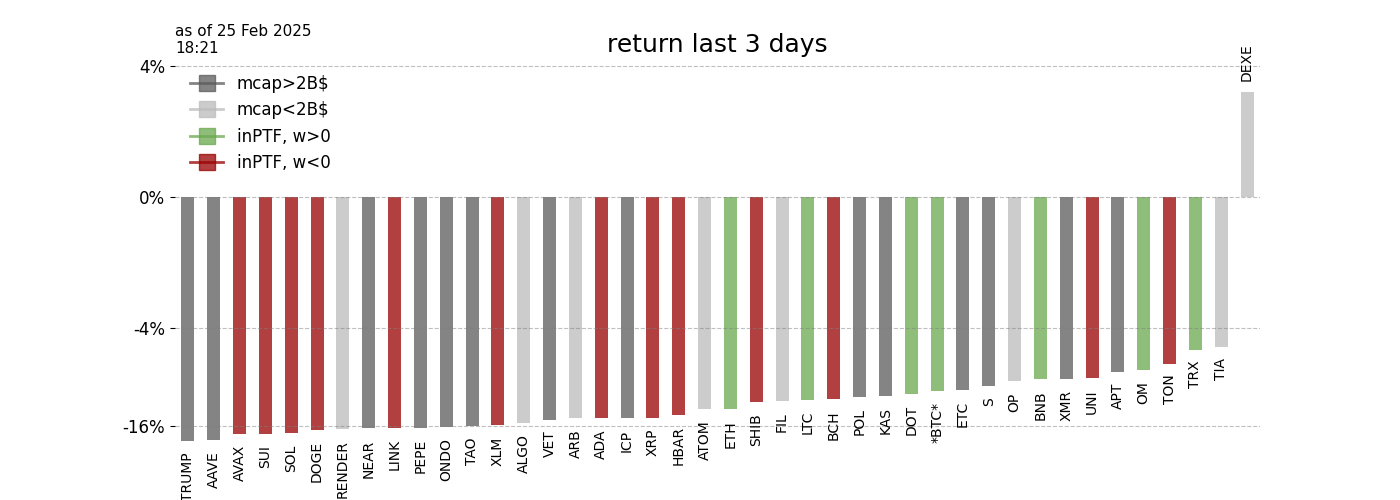 as of 25 Feb 2025
18:21
return last 3 days
4%
mcap>2B$
mcap<2B$
inPTF, w>0
inPTF, w<0
0%
-4%
-16%
TRUMP
AAVE
AVAX
SUI
SOL
DOGE
RENDER
NEAR
LINK
PEPE
ONDO
TAO
XLM
ALGO
VET
ARB
ADA
ICP
XRP
HBAR
ATOM
ETH
SHIB
FIL
LTC
BCH
POL
KAS
DOT
*BTC*
ETC
S
OP
BNB
XMR
UNI
APT
OM
TON
TRX
TIA
DEXE